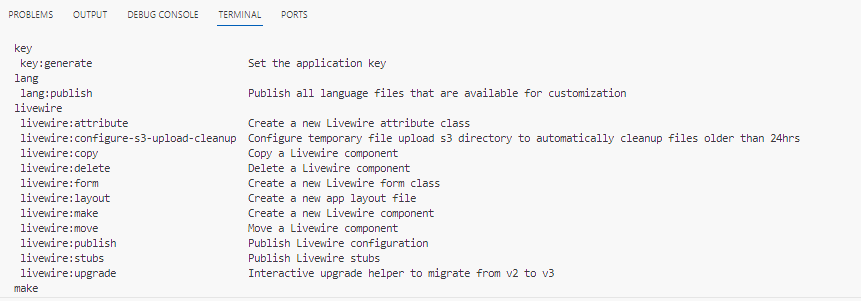 PROBLEMS OUTPUT DEBUG CONSOLE TERMINAL PORTS
key
key:generate Set the application key
lang
lang:publish Publish all language files that are available for customization
livewire
livewire:attribute Create a new Livewire attribute class
livewire:configure-s3-upload-cleanup Configure temporary file upload s3 directory to automatically cleanup files older than 24hrs
livewire:copy Copy a Livewire component
livewire:delete Delete a Livewire component
livewire:form Create a new Livewire form class
livewire:layout Create a new app layout file
livewire:make Create a new Livewire component
livewire:move Move a Livewire component
livewire:publish Publish Livewire configuration
livewire:stubs Publish Livewire stubs
livewire:upgrade Interactive upgrade helper to migrate from v2 to v3
make